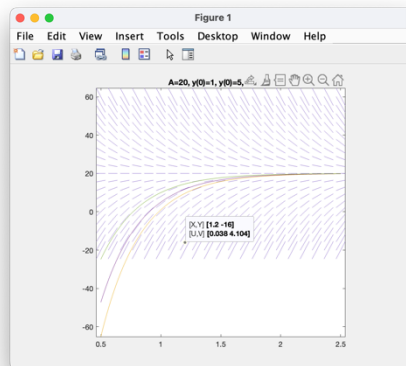 Figure 1
File Edit View Insert Tools Desktop Window Help
A=20, y(0)=1, y(0)=5,
60
40
20
0
-20
-40
-60
[X,Y] [1.2 -16]
[U,V] [0.038 4.104]
0.5 1 1.5 2 2.5